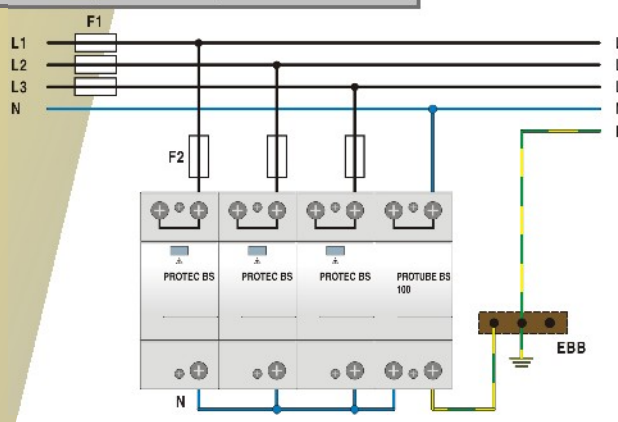 F1
L1
L2
L3
N
F2
PROTEC BS
PROTEC BS
PROTEC BS
PROTUBE BS
100
EBB
N